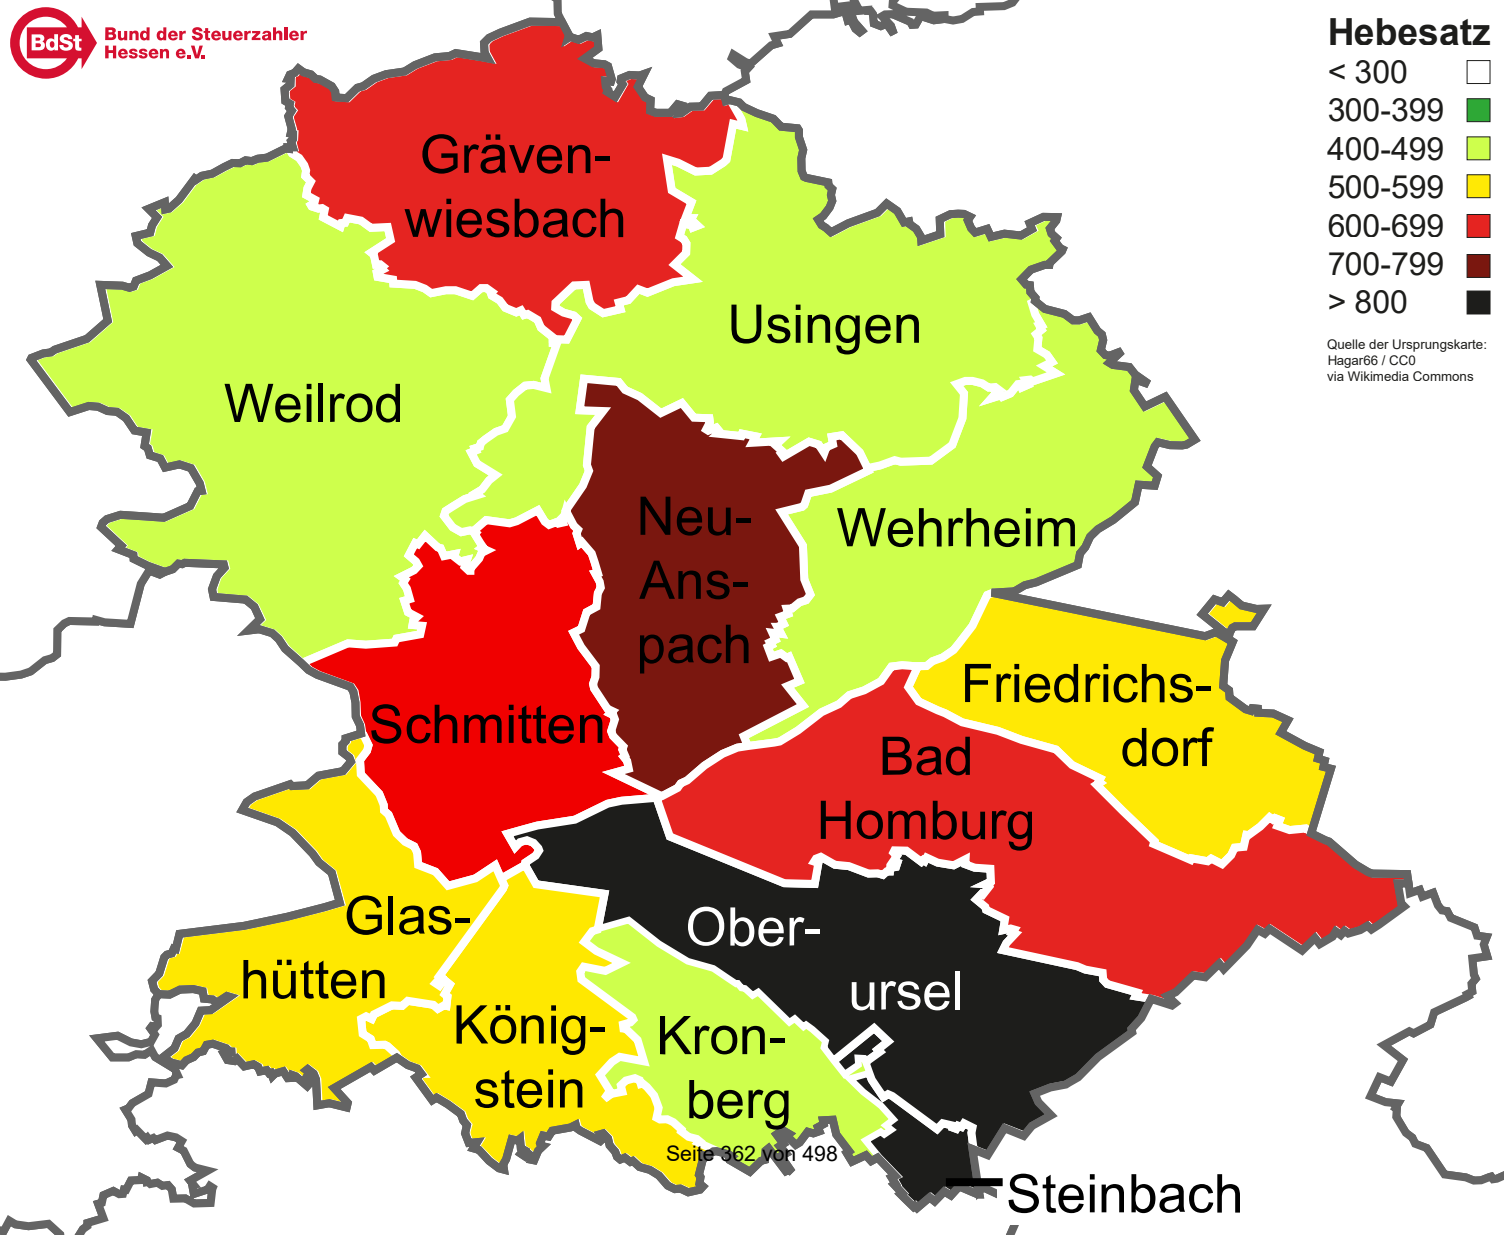 BdSt
Bund der Steuerzahler
Hessen e.V.
Hebesatz
< 300
300-399
400-499
500-599
600-699
700-799
> 800
Quelle der Ursprungskarte:
Hagar66 / CC0
via Wikimedia Commons
Gräven-
wiesbach
Usingen
Weilrod
Neu-
Ans-
pach
Wehrheim
Schmitten
Friedrichs-
dorf
Bad
Homburg
Glas-
hütten
Ober-
ursel
König-
stein
Kron-
berg
Seite 362 von 498
Steinbach